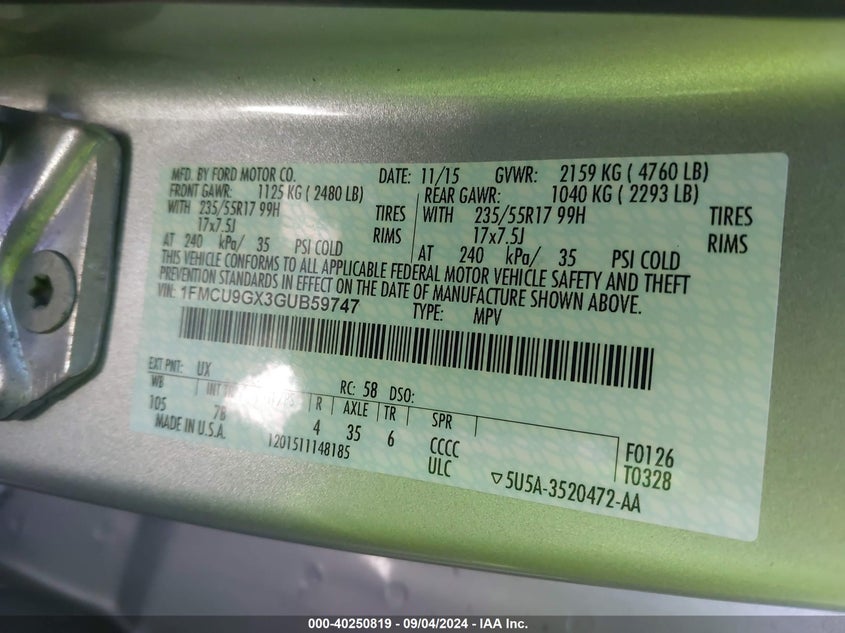 MFD. BY FORD MOTOR CO. DATE: 11/15 GVWR: 2159 KG ( 4760 LB)
FRONT GAWR: 1125 KG ( 2480 LB) REAR GAWR: 1040 KG ( 2293 LB)
WITH 235/55R17 99H TIRES WITH 235/55R17 99H TIRES
17x7.5J RIMS 17x7.5J RIMS
AT 240 kPa/ 35 PSI COLD AT 240 kPa/ 35 PSI COLD
THIS VEHICLE CONFORMS TO ALL APPLICABLE FEDERAL MOTOR VEHICLE SAFETY AND THEFT
PREVENTION STANDARDS IN EFFECT ON THE DATE OF MANUFACTURE SHOWN ABOVE.
VIN: 1FMCU9GX3GUB59747 TYPE: MPV
EXT PNT: UX RC: 58 DSO:
WB INT R AXLE TR SPR
105 7B 4 35 6 CCCC F0126
MADE IN U.S.A. 1201511148185 ULC T0328
▽5U5A-3520472-AA
000-40250819 - 09/04/2024 - IAA Inc.